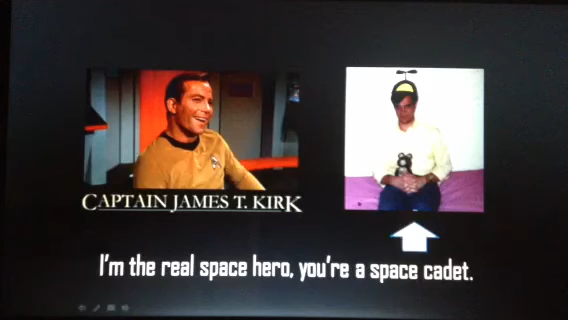 CAPTAIN JAMES T. KIRK
I'm the real space hero, you're a space cadet.